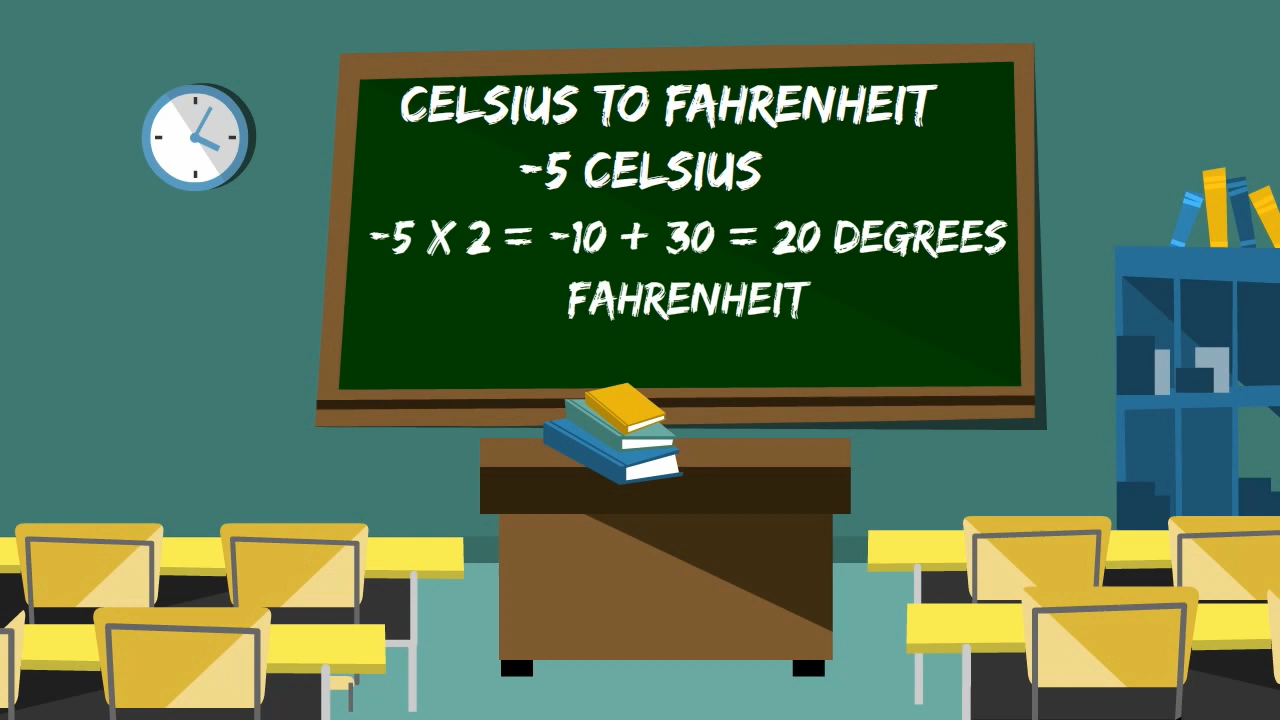 CELSIUS TO FAHRENHEIT
-5 CELSIUS
-5 X 2 = -10 + 30 = 20 DEGREES
FAHRENHEIT